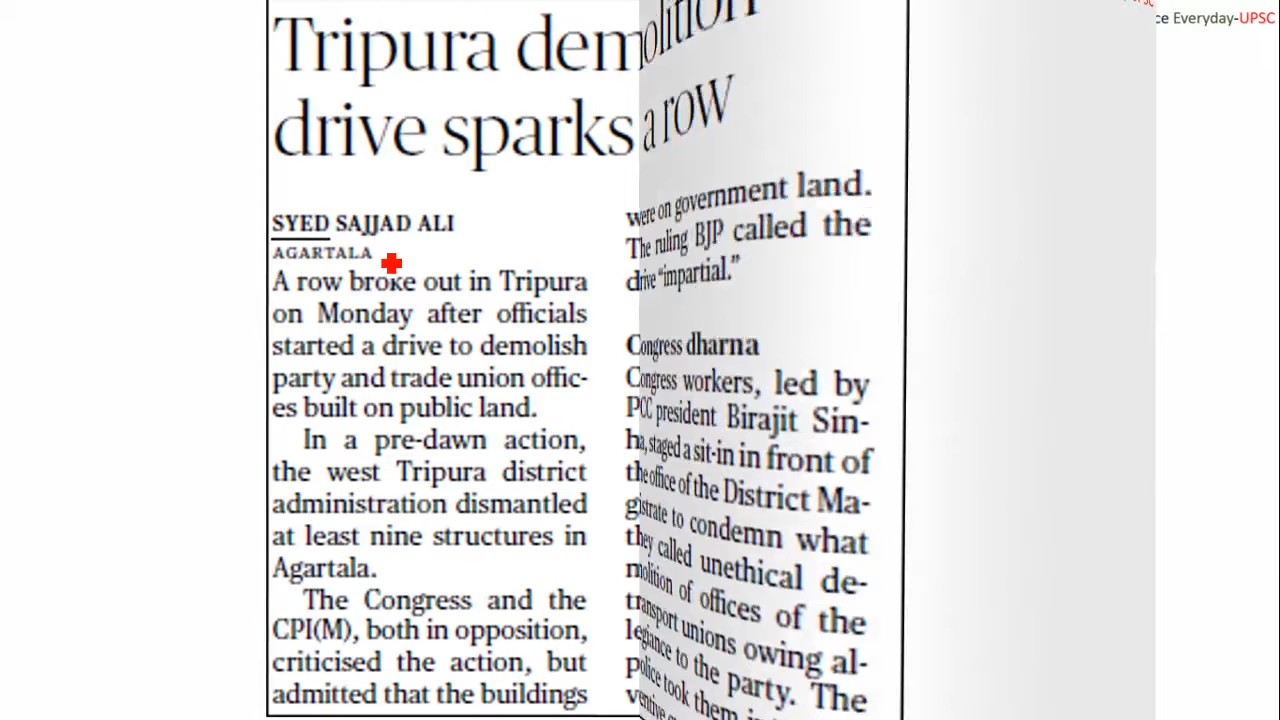 Tripura demolition
drive sparks a row
SYED SAJJAD ALI
AGARTALA
A row broke out in Tripura
on Monday after officials
started a drive to demolish
party and trade union offic-
es built on public land.
In a pre-dawn action,
the west Tripura district
administration dismantled
at least nine structures in
Agartala.
The Congress and the
CPI(M), both in opposition,
criticised the action, but
admitted that the buildings
were on government land.
The ruling BJP called the
drive “impartial.”
Congress dharna
Congress workers, led by
PCC president Birajit Sin-
ha, staged a sit-in in front of
the office of the District Ma-
gistrate to condemn what
they called unethical de-
molition of offices of the
transport unions owing al-
legiance to the party. The
police took them
ce Everyday-UPSC